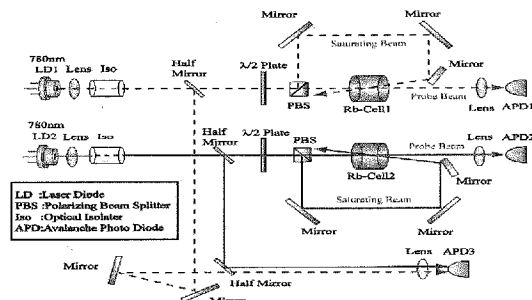 Mirror
Mirror
Saturating Beam
780nm
LD1 Lens Iso
Half
Mirror
λ/2 Plate
PBS
Rb-Cell1
Probe Beam
Lens APD1
780nm
LD2 Lens Iso
Half
Mirror
λ/2 Plate
PBS
Rb-Cell2
Probe Beam
Lens APD2
Mirror
Saturating Beam
Mirror
Mirror
LD :Laser Diode
PBS :Polarizing Beam Splitter
Iso :Optical Isolator
APD:Avalanche Photo Diode
Mirror
Half Mirror
Lens APD3
Mirror